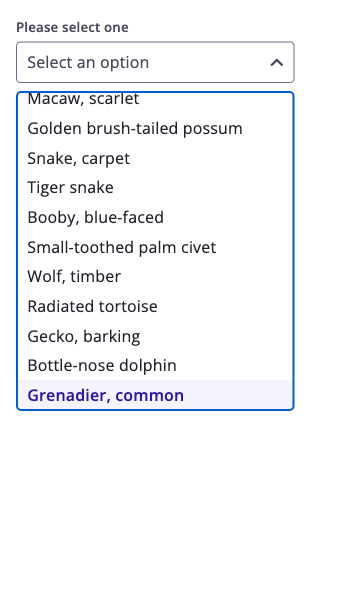 Please select one
Select an option
Macaw, scarlet
Golden brush-tailed possum
Snake, carpet
Tiger snake
Booby, blue-faced
Small-toothed palm civet
Wolf, timber
Radiated tortoise
Gecko, barking
Bottle-nose dolphin
Grenadier, common